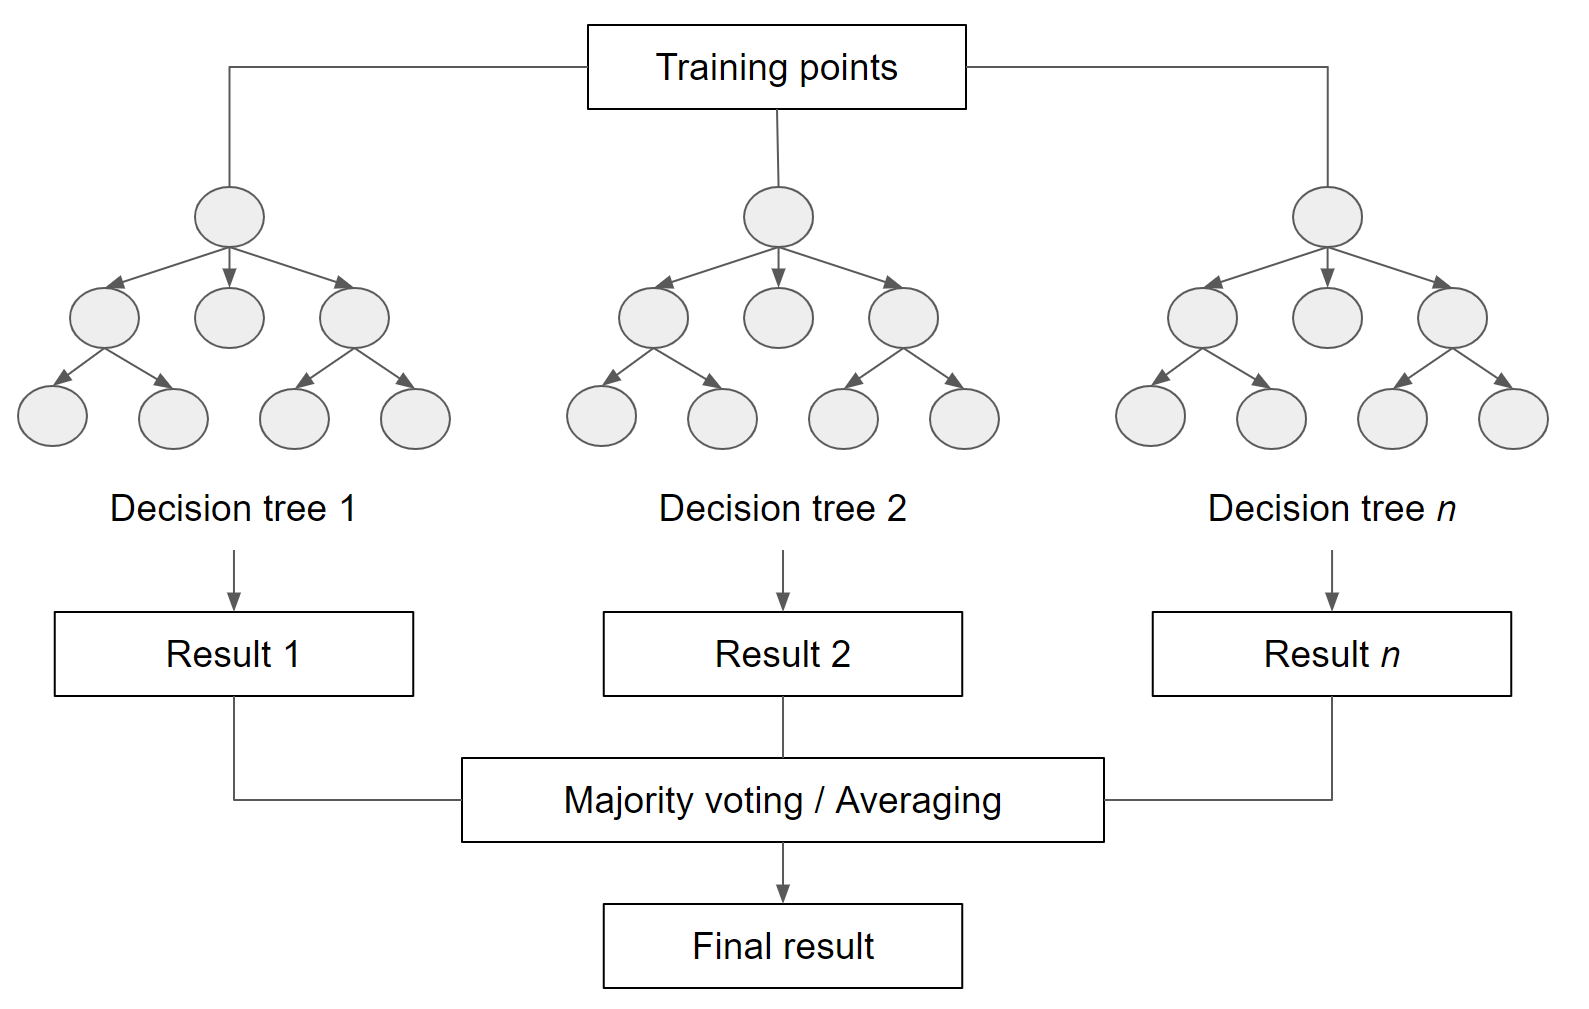 Training points
Decision tree 1
Decision tree 2
Decision tree n
Result 1
Result 2
Result n
Majority voting / Averaging
Final result